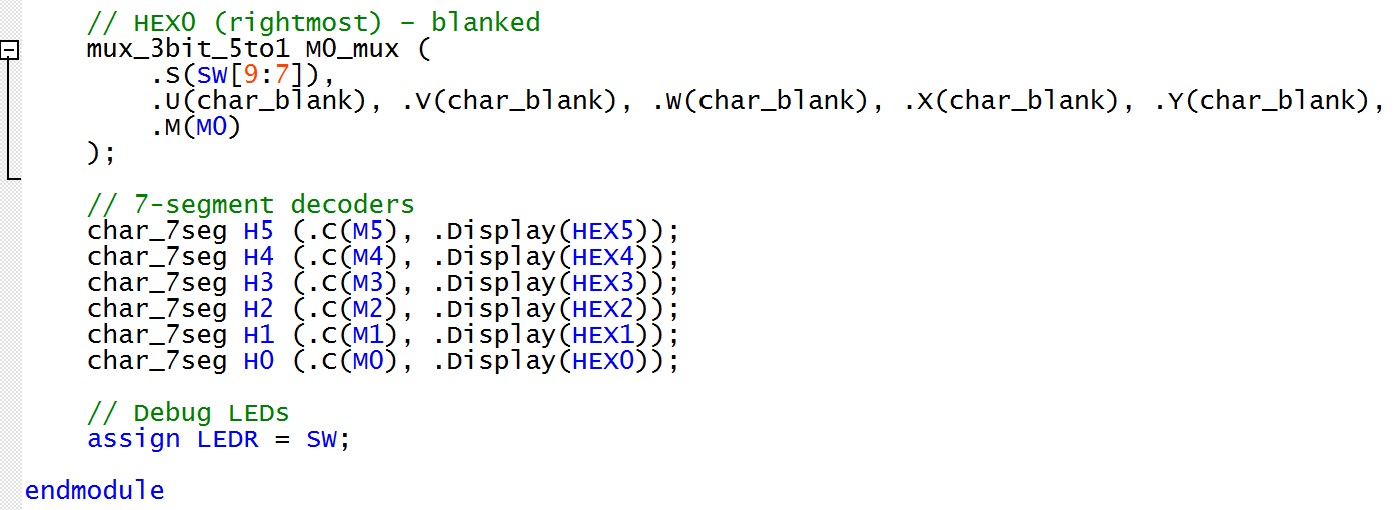 // HEX0 (rightmost) – blanked
mux_3bit_5to1 M0_mux (
.S(SW[9:7]),
.U(char_blank), .V(char_blank), .W(char_blank), .X(char_blank), .Y(char_blank),
.M(M0)
);
// 7-segment decoders
char_7seg H5 (.C(M5), .Display(HEX5));
char_7seg H4 (.C(M4), .Display(HEX4));
char_7seg H3 (.C(M3), .Display(HEX3));
char_7seg H2 (.C(M2), .Display(HEX2));
char_7seg H1 (.C(M1), .Display(HEX1));
char_7seg H0 (.C(M0), .Display(HEX0));
// Debug LEDs
assign LEDR = SW;
endmodule